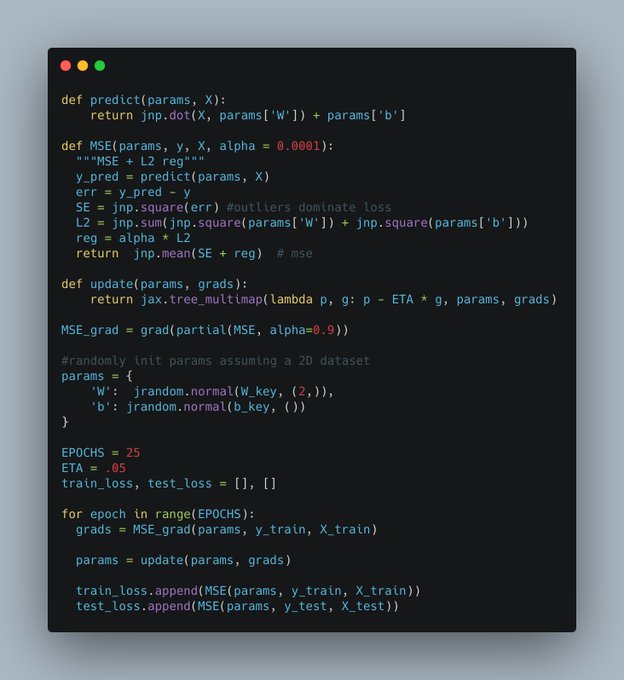 def predict(params, X):
    return jnp.dot(X, params['W']) + params['b']

def MSE(params, y, X, alpha = 0.0001):
  """MSE + L2 reg"""
  y_pred = predict(params, X)
  err = y_pred - y
  SE = jnp.square(err) #outliers dominate loss
  L2 = jnp.sum(jnp.square(params['W']) + jnp.square(params['b']))
  reg = alpha * L2
  return  jnp.mean(SE + reg)  # mse

def update(params, grads):
    return jax.tree_multimap(lambda p, g: p - ETA * g, params, grads)

MSE_grad = grad(partial(MSE, alpha=0.9))

#randomly init params assuming a 2D dataset
params = {
    'W':  jrandom.normal(W_key, (2,)),
    'b': jrandom.normal(b_key, ())
}

EPOCHS = 25
ETA = .05
train_loss, test_loss = [], []

for epoch in range(EPOCHS):
  grads = MSE_grad(params, y_train, X_train)

  params = update(params, grads)

  train_loss.append(MSE(params, y_train, X_train))
  test_loss.append(MSE(params, y_test, X_test))